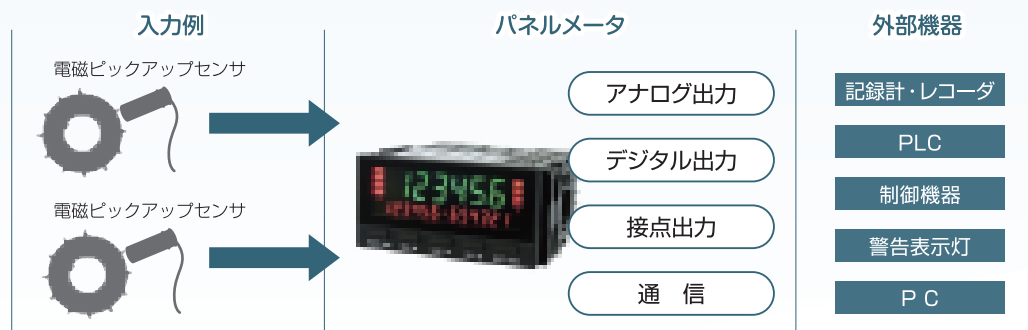 入力例
電磁ピックアップセンサ
電磁ピックアップセンサ
パネルメータ
123456
アナログ出力
デジタル出力
接点出力
通 信
外部機器
記録計・レコーダ
PLC
制御機器
警告表示灯
PC